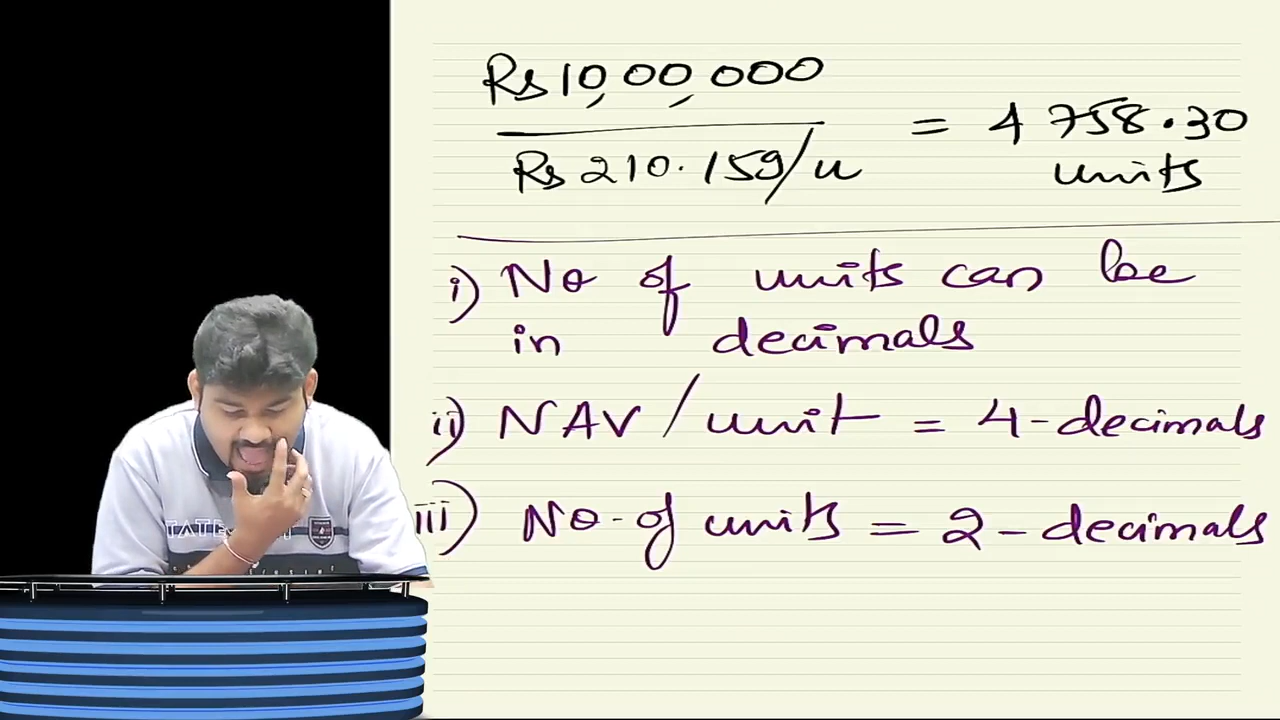 Rs 10,00,000
Rs 210.159/u
= 4758.30
units
i) No of units can be
in decimals
ii) NAV/unit = 4-decimals
iii) No. of units = 2-decimals